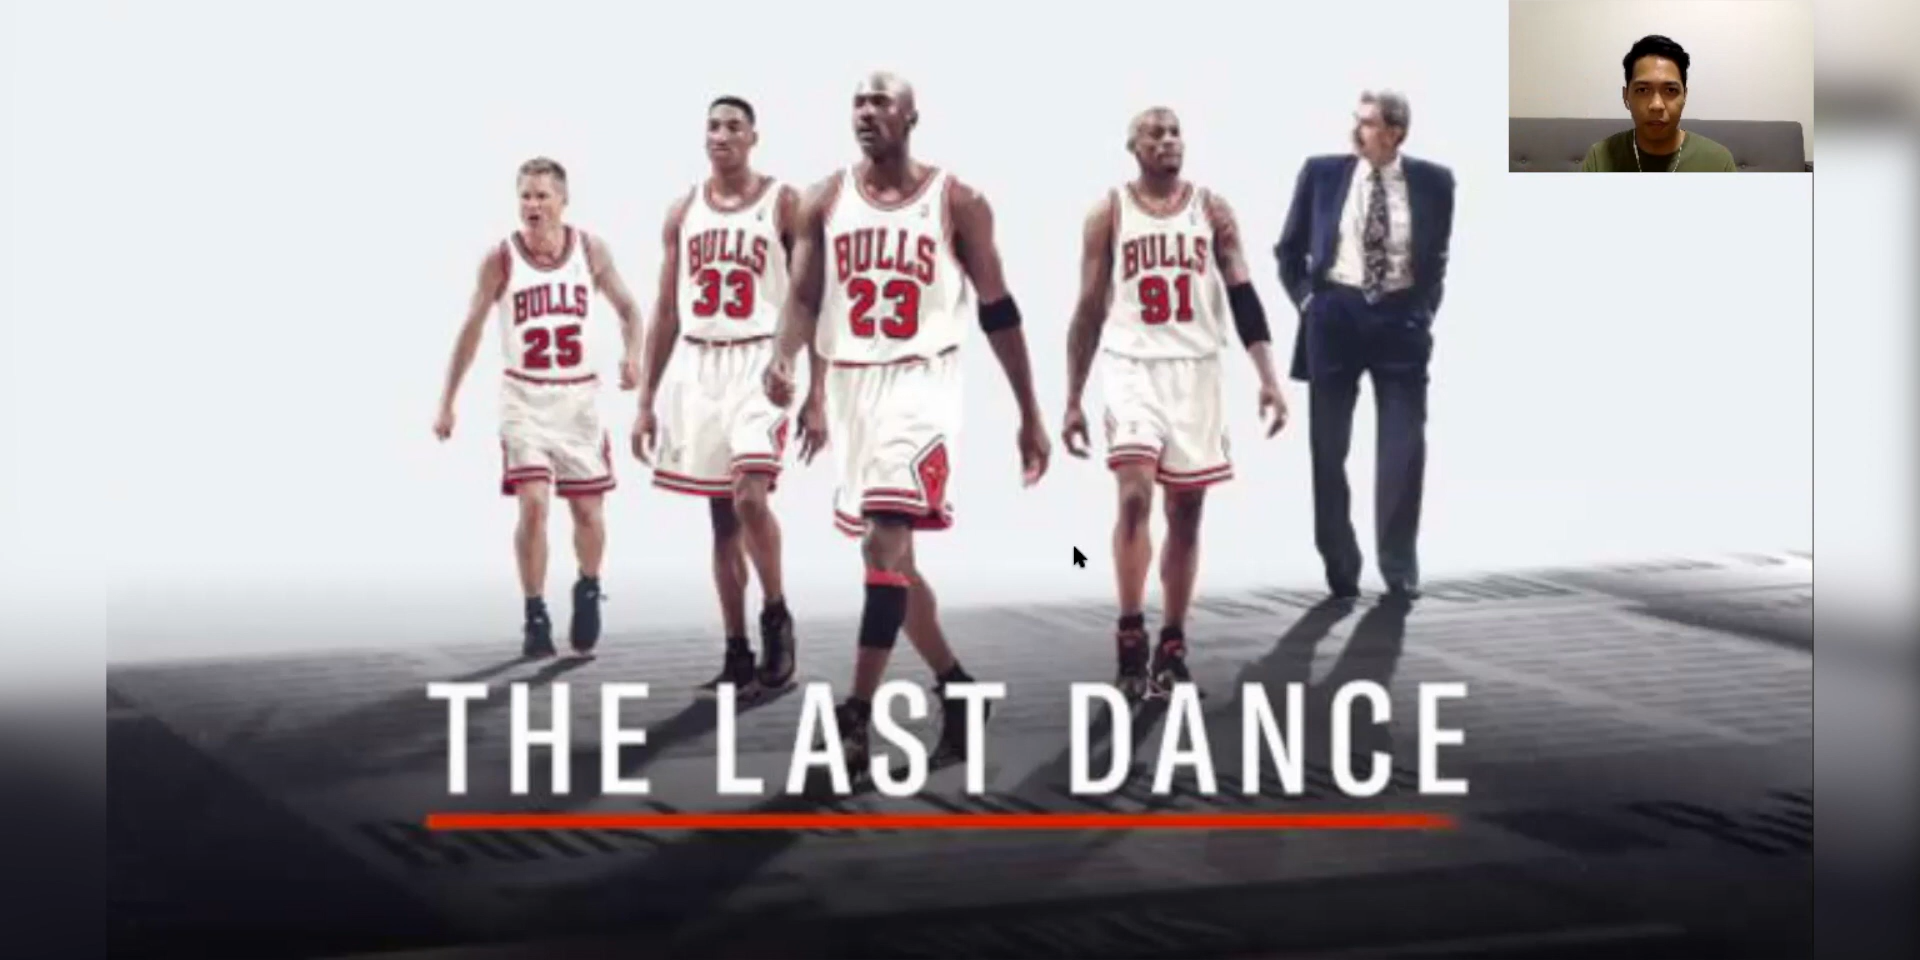 BULLS
25
BULLS
33
BULLS
23
BULLS
91
THE LAST DANCE